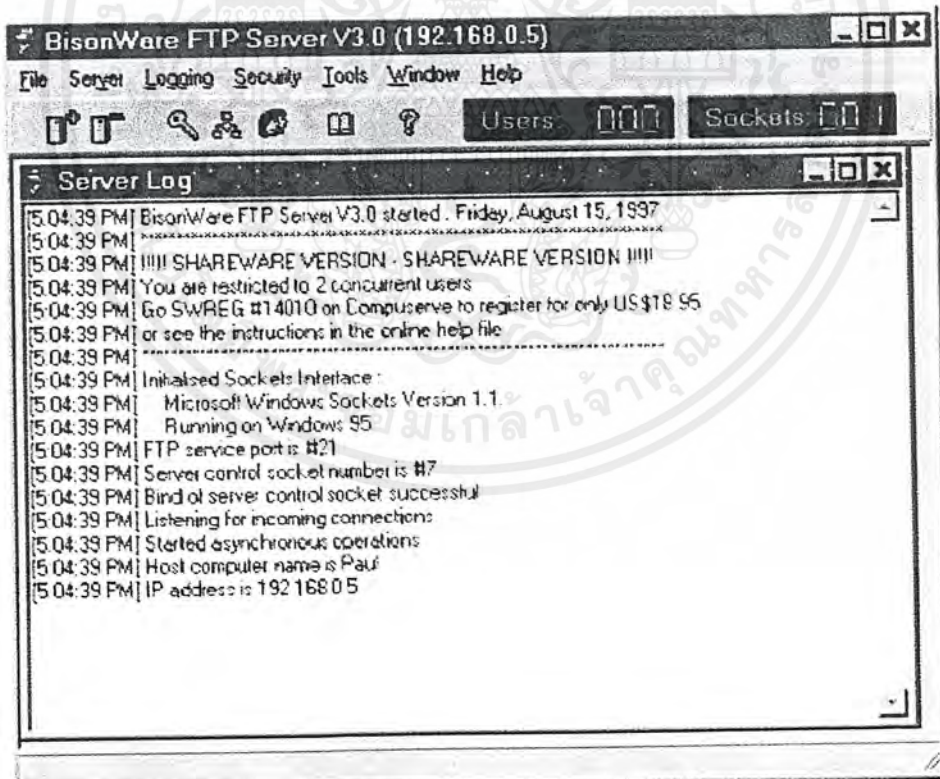 BisonWare FTP Server V3.0 (192.168.0.5)
File Server Logging Security Tools Window Help
Users: 000 Sockets: 001
Server Log
[5:04:39 PM] BisonWare FTP Server V3.0 started . Friday, August 15, 1997
[5:04:39 PM] ************************************************************
[5:04:39 PM] !!!!! SHAREWARE VERSION - SHAREWARE VERSION !!!!!
[5:04:39 PM] You are restricted to 2 concurrent users
[5:04:39 PM] Go SWREG #14010 on Compuserve to register for only US$18.95
[5:04:39 PM] or see the instructions in the online help file
[5:04:39 PM] ************************************************************
[5:04:39 PM] Initialised Sockets Interface :
[5:04:39 PM] Microsoft Windows Sockets Version 1.1.
[5:04:39 PM] Running on Windows 95
[5:04:39 PM] FTP service port is #21
[5:04:39 PM] Server control socket number is #7
[5:04:39 PM] Bind of server control socket successful
[5:04:39 PM] Listening for incoming connections
[5:04:39 PM] Started asynchronous operations
[5:04:39 PM] Host computer name is Paul
[5:04:39 PM] IP address is 192.168.0.5